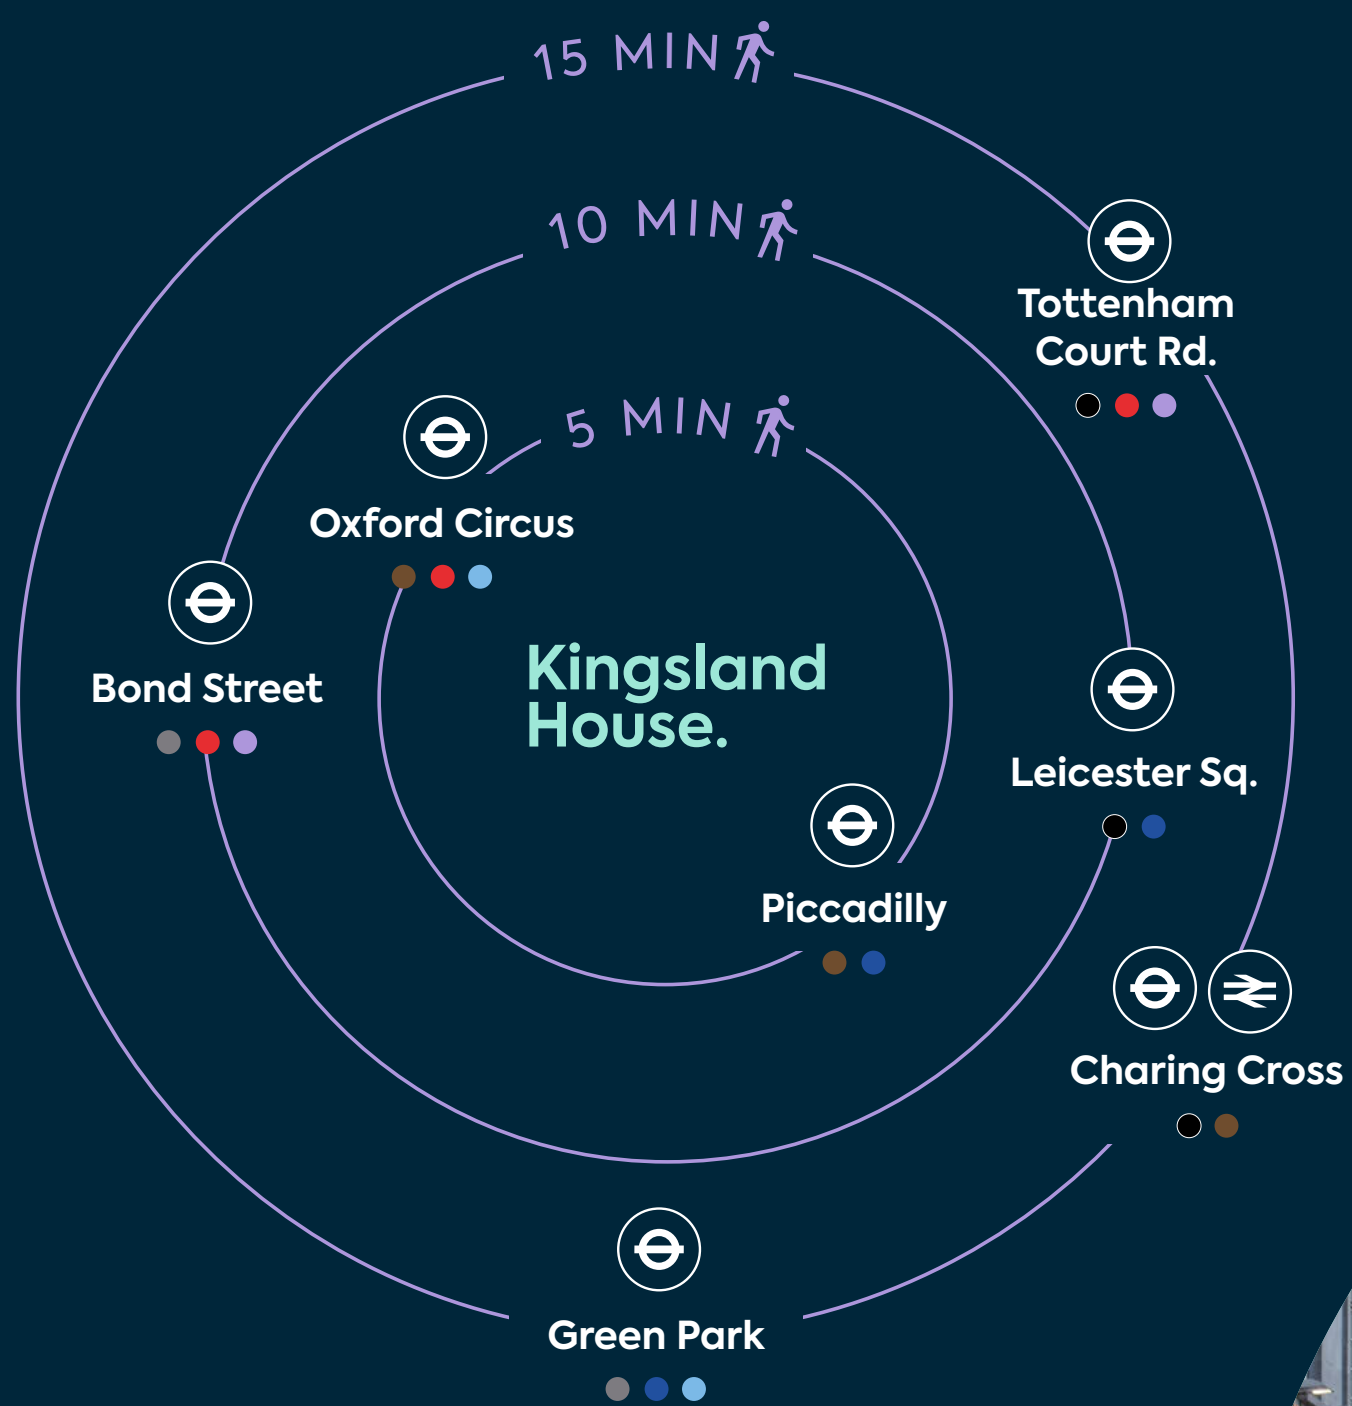 15 MIN
10 MIN
Tottenham
Court Rd.
5 MIN
Oxford Circus
Kingsland
House.
Bond Street
Leicester Sq.
Piccadilly
Charing Cross
Green Park